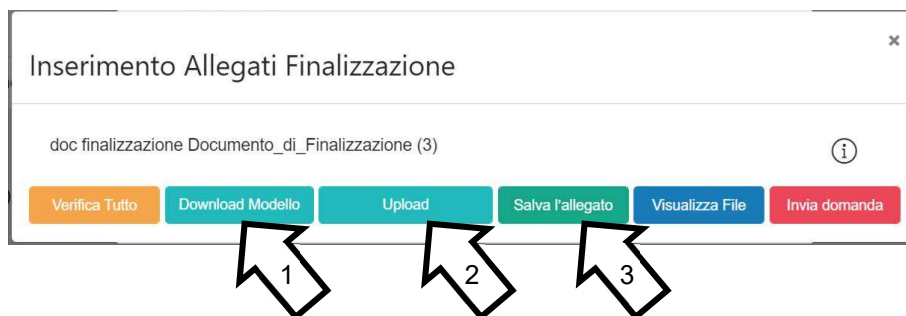 ×
Inserimento Allegati Finalizzazione
doc finalizzazione Documento_di_Finalizzazione (3)
i
Verifica Tutto Download Modello Upload Salva l'allegato Visualizza File Invia domanda
1 2 3